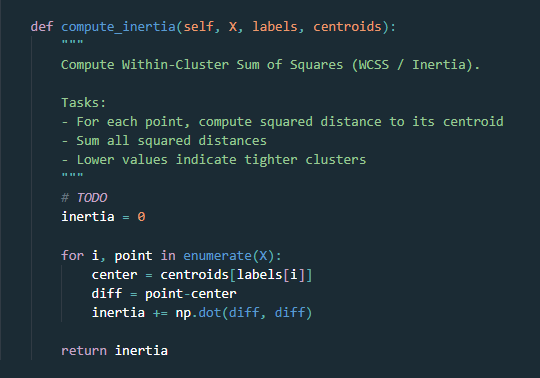 def compute_inertia(self, X, labels, centroids):
    """
    Compute Within-Cluster Sum of Squares (WCSS / Inertia).

    Tasks:
    - For each point, compute squared distance to its centroid
    - Sum all squared distances
    - Lower values indicate tighter clusters
    """
    # TODO
    inertia = 0

    for i, point in enumerate(X):
        center = centroids[labels[i]]
        diff = point-center
        inertia += np.dot(diff, diff)

    return inertia